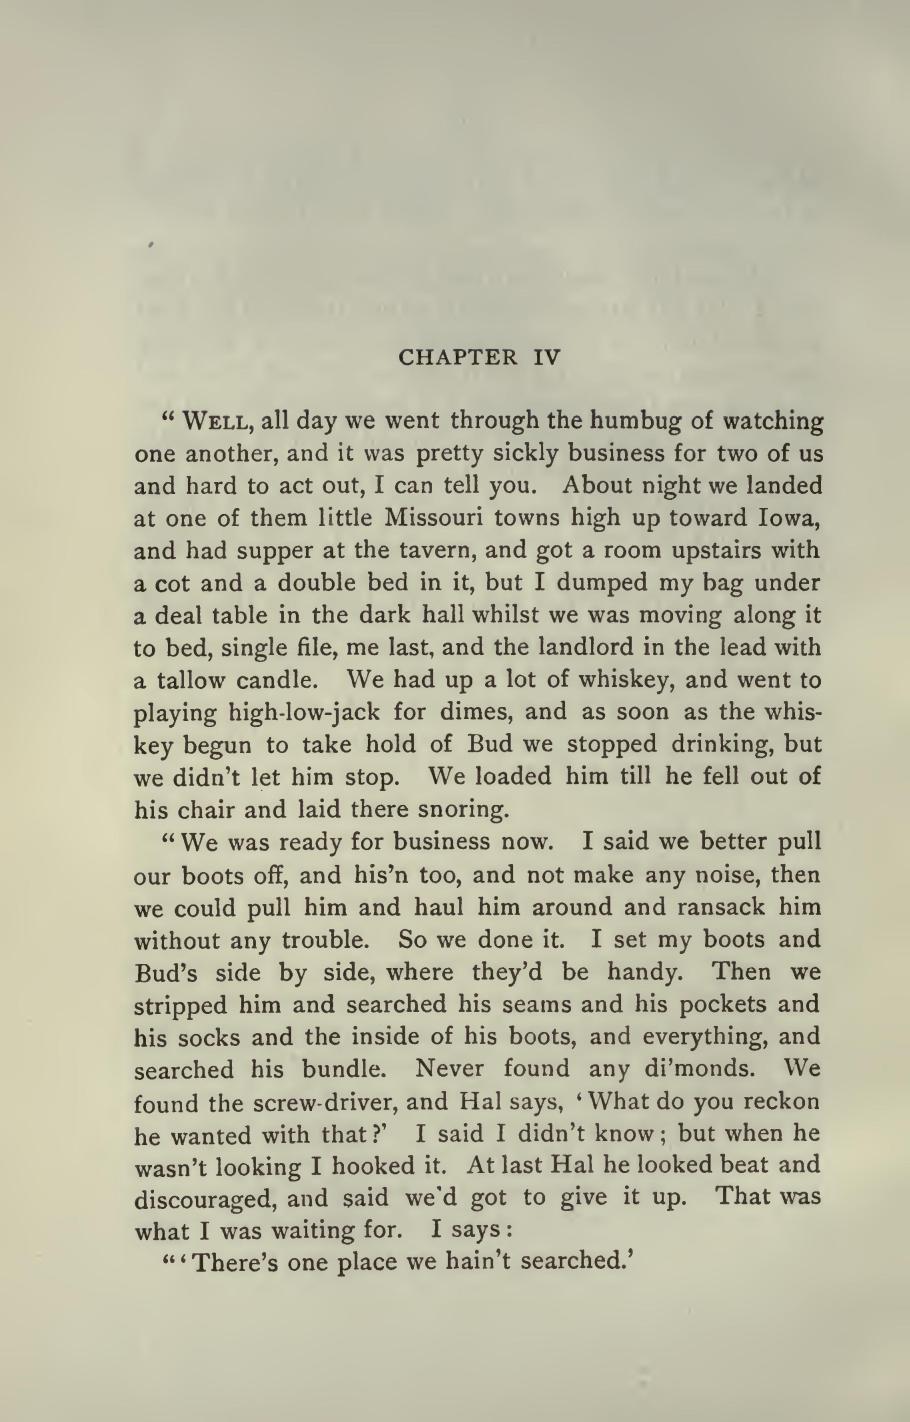 CHAPTER IV
“ WELL, all day we went through the humbug of watching
one another, and it was pretty sickly business for two of us
and hard to act out, I can tell you. About night we landed
at one of them little Missouri towns high up toward Iowa,
and had supper at the tavern, and got a room upstairs with
a cot and a double bed in it, but I dumped my bag under
a deal table in the dark hall whilst we was moving along it
to bed, single file, me last, and the landlord in the lead with
a tallow candle. We had up a lot of whiskey, and went to
playing high-low-jack for dimes, and as soon as the whis-
key begun to take hold of Bud we stopped drinking, but
we didn’t let him stop. We loaded him till he fell out of
his chair and laid there snoring.
“ We was ready for business now. I said we better pull
our boots off, and his’n too, and not make any noise, then
we could pull him and haul him around and ransack him
without any trouble. So we done it. I set my boots and
Bud’s side by side, where they’d be handy. Then we
stripped him and searched his seams and his pockets and
his socks and the inside of his boots, and everything, and
searched his bundle. Never found any di’monds. We
found the screw-driver, and Hal says, ‘ What do you reckon
he wanted with that ?’ I said I didn’t know ; but when he
wasn’t looking I hooked it. At last Hal he looked beat and
discouraged, and said we’d got to give it up. That was
what I was waiting for. I says :
“ ‘ There’s one place we hain’t searched.’